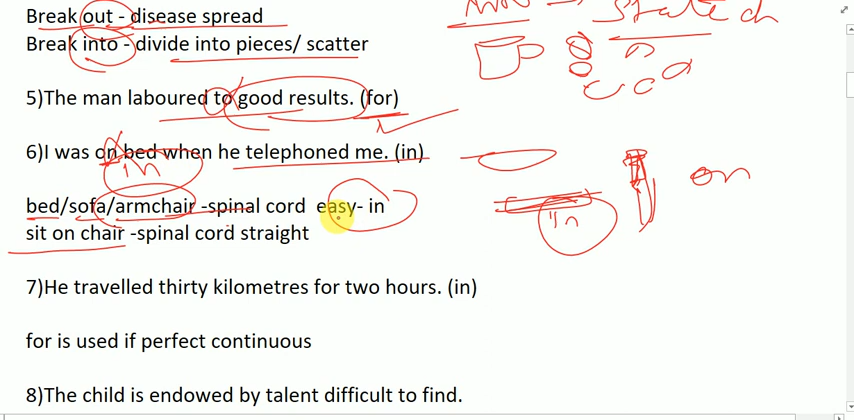 Break out - disease spread
Break into - divide into pieces/ scatter
5)The man laboured to good results. (for)
6)I was on bed when he telephoned me. (in)
in
on
bed/sofa/armchair -spinal cord  easy- in
in
sit on chair -spinal cord straight
7)He travelled thirty kilometres for two hours. (in)
for is used if perfect continuous
8)The child is endowed by talent difficult to find.